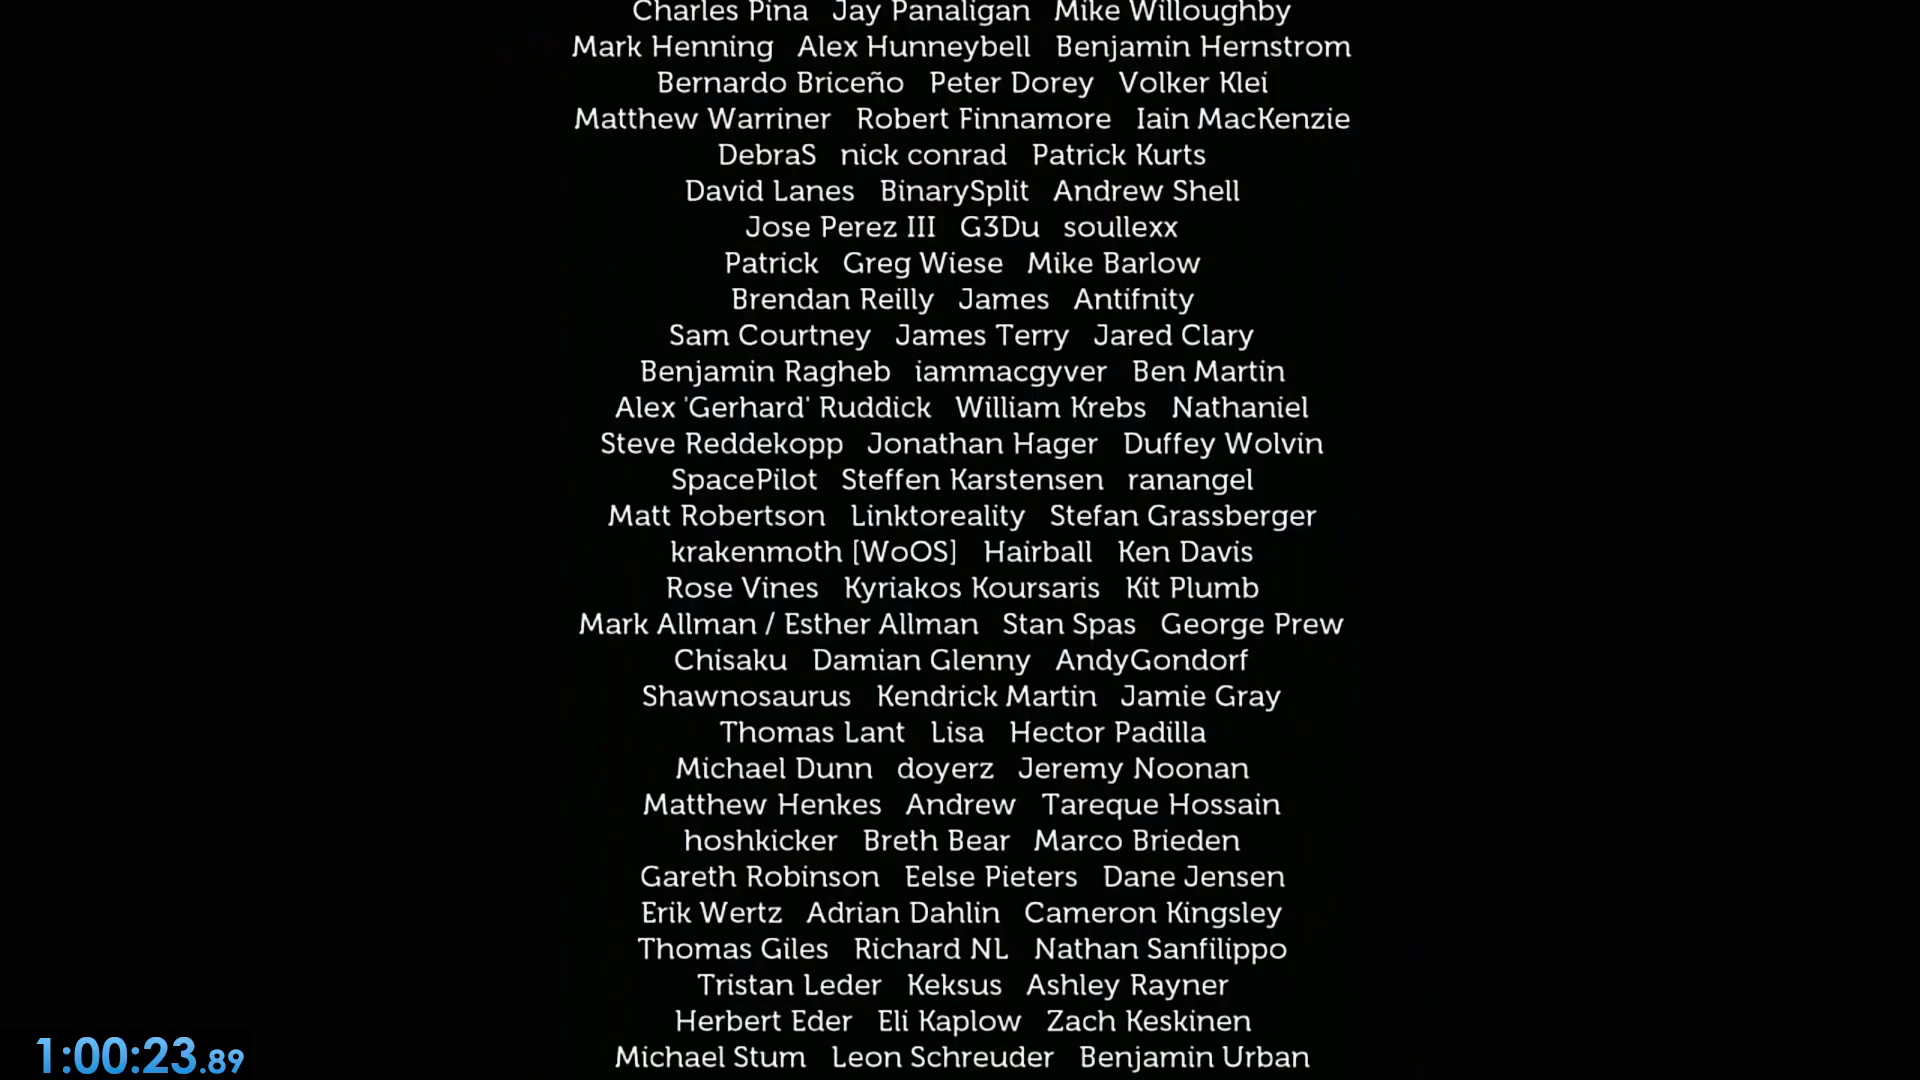 Charles Pina Jay Panaligan Mike Willoughby
Mark Henning Alex Hunneybell Benjamin Hernstrom
Bernardo Briceño Peter Dorey Volker Klei
Matthew Warriner Robert Finnamore Iain MacKenzie
DebraS nick conrad Patrick Kurts
David Lanes BinarySplit Andrew Shell
Jose Perez III G3Du soullexx
Patrick Greg Wiese Mike Barlow
Brendan Reilly James Antifnity
Sam Courtney James Terry Jared Clary
Benjamin Ragheb iammacgyver Ben Martin
Alex 'Gerhard' Ruddick William Krebs Nathaniel
Steve Reddekopp Jonathan Hager Duffey Wolvin
SpacePilot Steffen Karstensen ranangel
Matt Robertson Linktoreality Stefan Grassberger
krakenmoth [WoOS] Hairball Ken Davis
Rose Vines Kyriakos Koursaris Kit Plumb
Mark Allman / Esther Allman Stan Spas George Prew
Chisaku Damian Glenny AndyGondorf
Shawnosaurus Kendrick Martin Jamie Gray
Thomas Lant Lisa Hector Padilla
Michael Dunn doyerz Jeremy Noonan
Matthew Henkes Andrew Tareque Hossain
hoshkicker Breth Bear Marco Brieden
Gareth Robinson Eelse Pieters Dane Jensen
Erik Wertz Adrian Dahlin Cameron Kingsley
Thomas Giles Richard NL Nathan Sanfilippo
Tristan Leder Keksus Ashley Rayner
Herbert Eder Eli Kaplow Zach Keskinen
Michael Stum Leon Schreuder Benjamin Urban
1:00:23.89